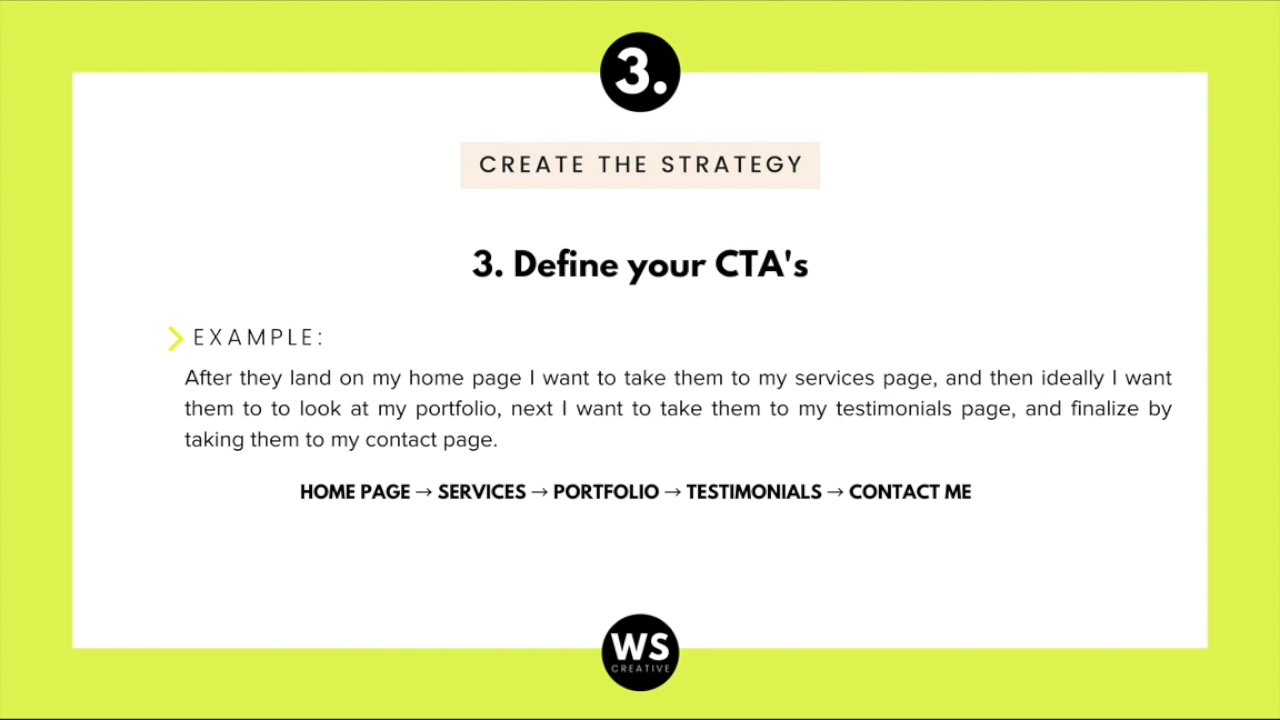 3.
CREATE THE STRATEGY
3. Define your CTA's
EXAMPLE:
After they land on my home page I want to take them to my services page, and then ideally I want
them to to look at my portfolio, next I want to take them to my testimonials page, and finalize by
taking them to my contact page.
HOME PAGE → SERVICES → PORTFOLIO → TESTIMONIALS → CONTACT ME
WS
CREATIVE